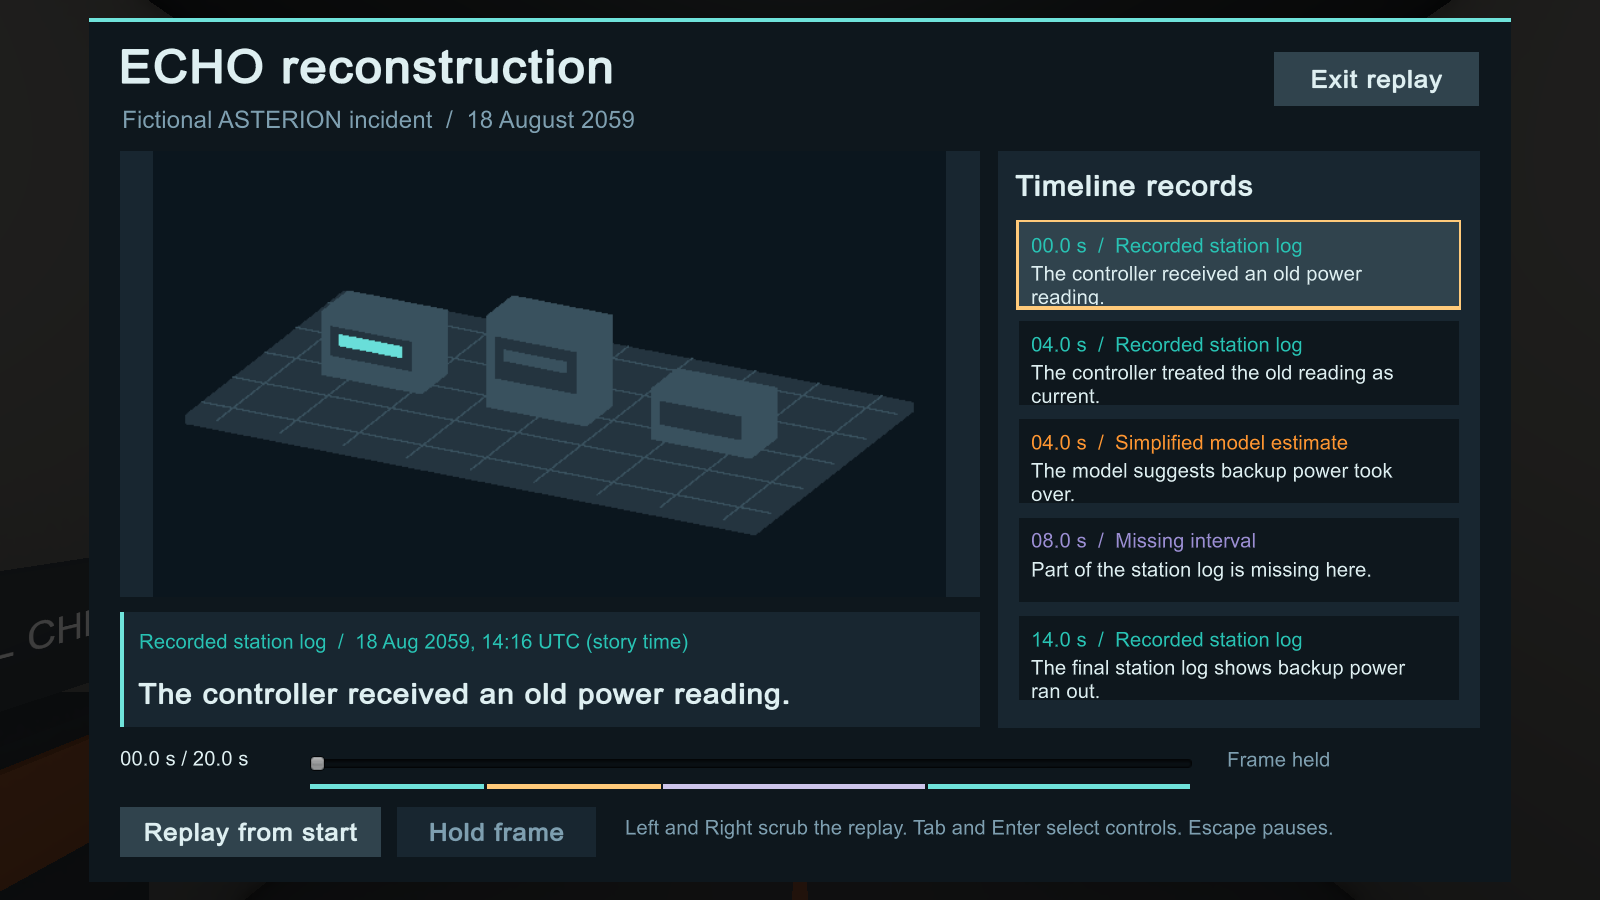 ECHO reconstruction
Exit replay
Fictional ASTERION incident / 18 August 2059
Timeline records
00.0 s / Recorded station log
The controller received an old power
reading.
04.0 s / Recorded station log
The controller treated the old reading as
current.
04.0 s / Simplified model estimate
The model suggests backup power took
over.
08.0 s / Missing interval
Part of the station log is missing here.
14.0 s / Recorded station log
The final station log shows backup power
ran out.
Recorded station log / 18 Aug 2059, 14:16 UTC (story time)
The controller received an old power reading.
00.0 s / 20.0 s
Frame held
Replay from start
Hold frame
Left and Right scrub the replay. Tab and Enter select controls. Escape pauses.